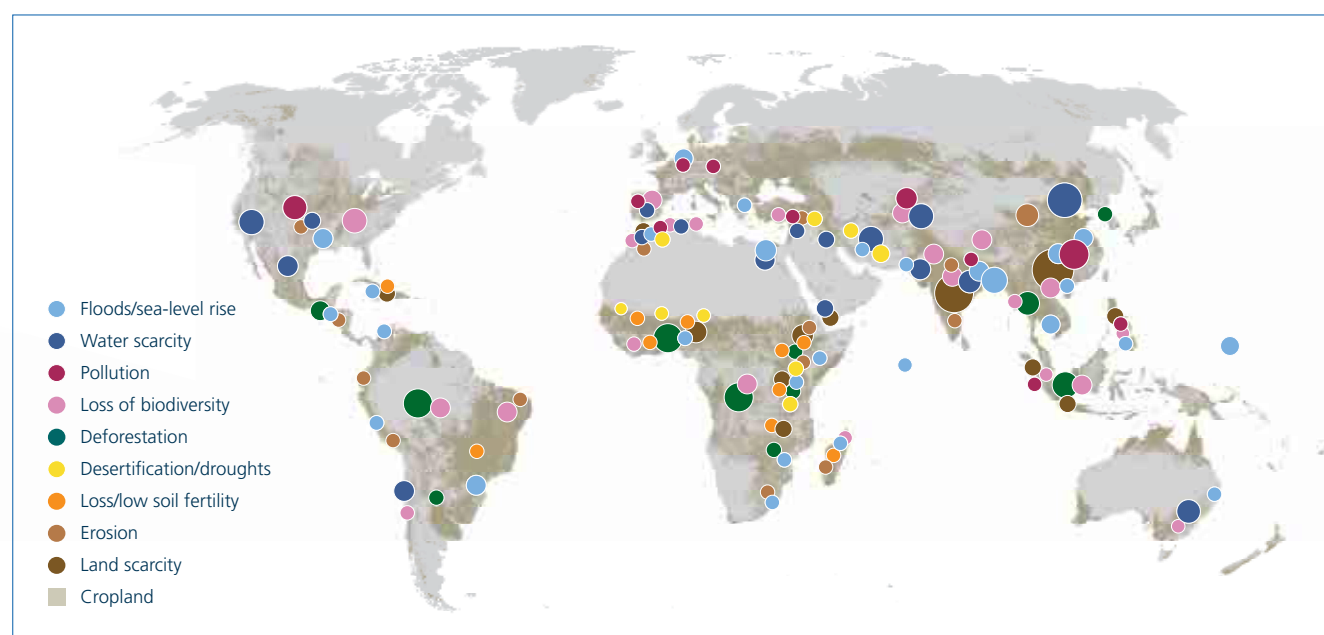 Floods/sea-level rise
Water scarcity
Pollution
Loss of biodiversity
Deforestation
Desertification/droughts
Loss/low soil fertility
Erosion
Land scarcity
Cropland